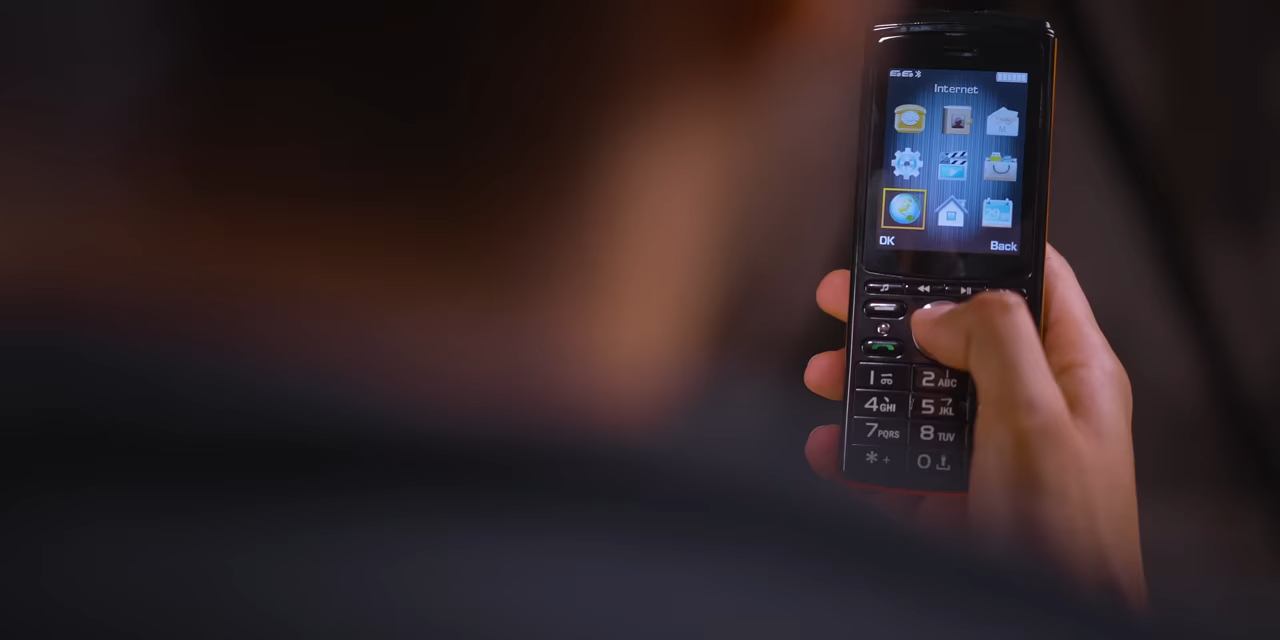 Internet
OK Back
1
2 ABC
4 GHI
5 JKL
7 PQRS
8 TUV
* +
0